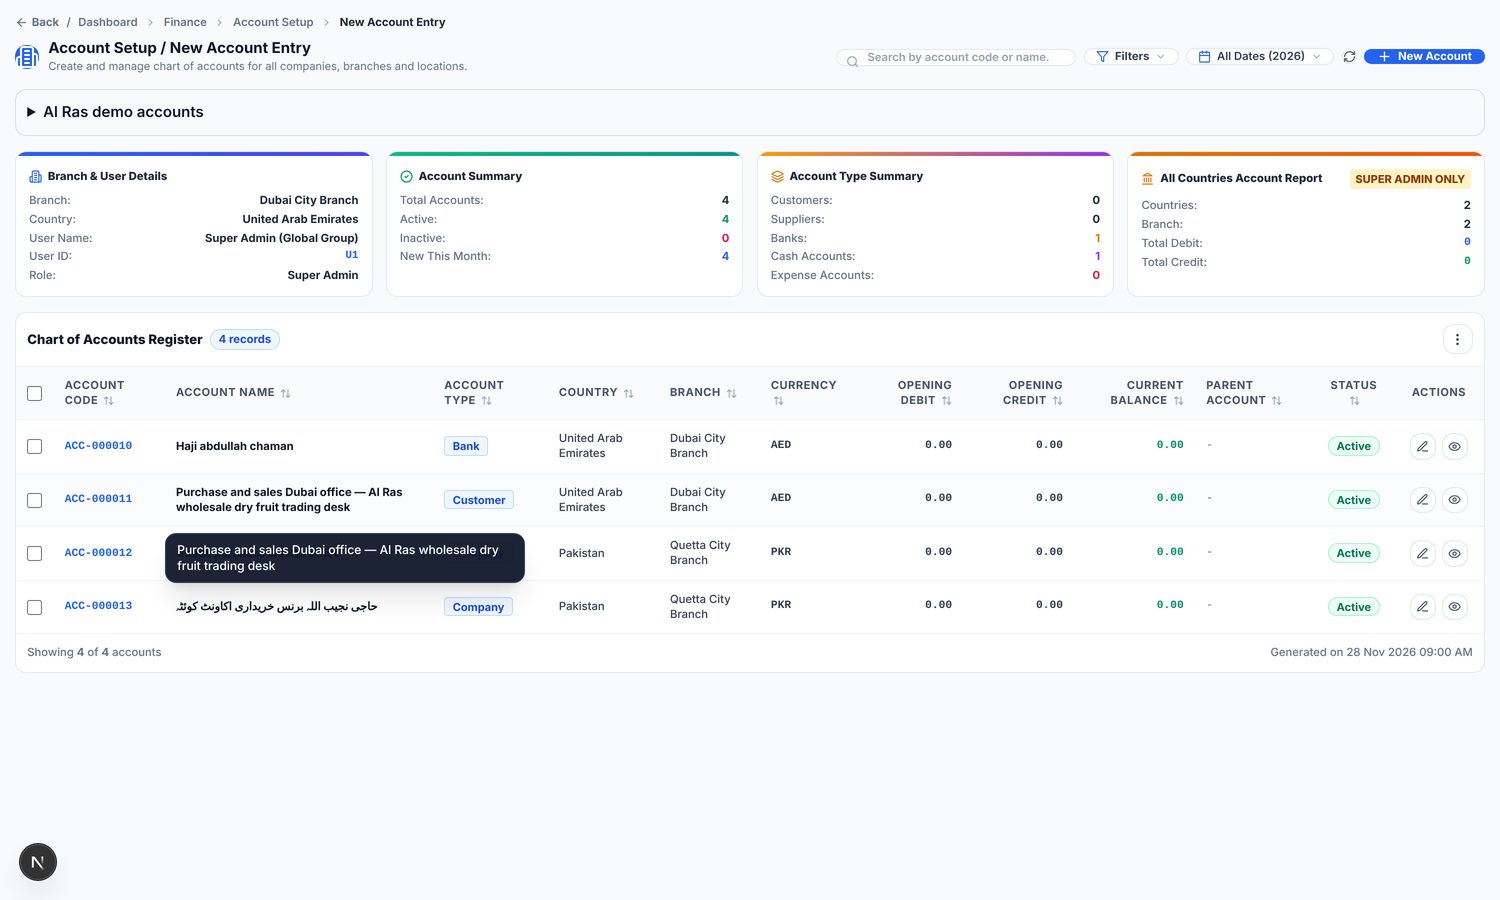 Back / Dashboard > Finance > Account Setup > New Account Entry
Account Setup / New Account Entry
Create and manage chart of accounts for all companies, branches and locations.
Search by account code or name.
Filters
All Dates (2026)
New Account
Al Ras demo accounts
Branch & User Details
Branch: Dubai City Branch
Country: United Arab Emirates
User Name: Super Admin (Global Group)
User ID: U1
Role: Super Admin
Account Summary
Total Accounts: 4
Active: 4
Inactive: 0
New This Month: 4
Account Type Summary
Customers: 0
Suppliers: 0
Banks: 1
Cash Accounts: 1
Expense Accounts: 0
All Countries Account Report SUPER ADMIN ONLY
Countries: 2
Branch: 2
Total Debit: 0
Total Credit: 0
Chart of Accounts Register 4 records
ACCOUNT CODE ACCOUNT NAME ACCOUNT TYPE COUNTRY BRANCH CURRENCY OPENING DEBIT OPENING CREDIT CURRENT BALANCE PARENT ACCOUNT STATUS ACTIONS
ACC-000010 Haji abdullah chaman Bank United Arab Emirates Dubai City Branch AED 0.00 0.00 0.00 - Active
ACC-000011 Purchase and sales Dubai office — Al Ras wholesale dry fruit trading desk Customer United Arab Emirates Dubai City Branch AED 0.00 0.00 0.00 - Active
Purchase and sales Dubai office — Al Ras wholesale dry
fruit trading desk
ACC-000012 Pakistan Quetta City Branch PKR 0.00 0.00 0.00 - Active
ACC-000013 حاجی نجیب اللہ برنس خریداری اکاونٹ کوئٹہ Company Pakistan Quetta City Branch PKR 0.00 0.00 0.00 - Active
Showing 4 of 4 accounts
Generated on 28 Nov 2026 09:00 AM
N